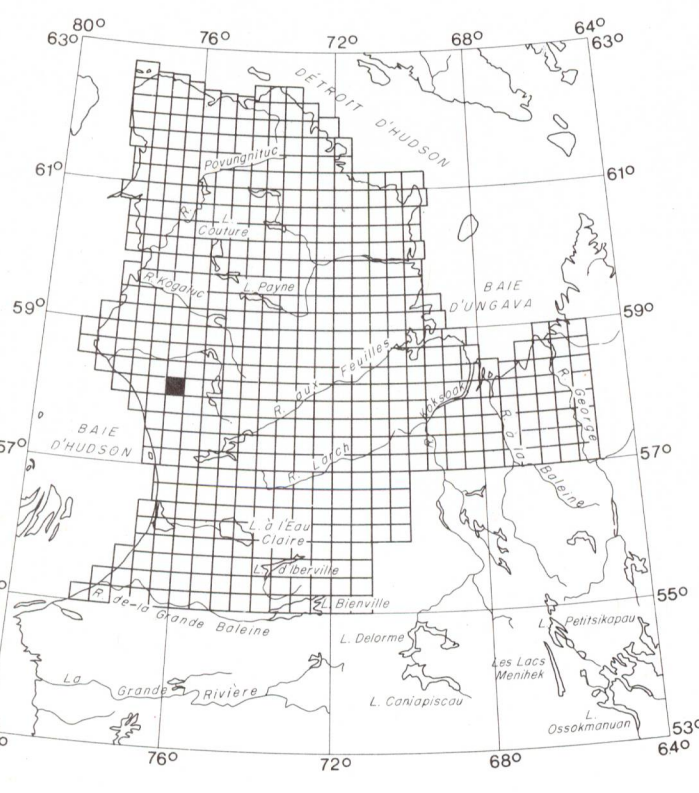 80°
63°
76°
72°
68°
64°
63°
DÉTROIT D'HUDSON
R. Povungnituc
61°
61°
L. Couture
R. Kogaluc
L. Payne
BAIE
D'UNGAVA
59°
59°
R. aux Feuilles
Koksoak
R. George
R. à la Baleine
BAIE
D'HUDSON
57°
57°
R. Larch
L. à l'Eau
Claire
L. d'Iberville
55°
R. de-la Grande Baleine
L. Bienville
L. Petitsikapau
L. Delorme
Les Lacs
Menihek
La Grande Rivière
L. Caniapiscau
L.
Ossokmanuan
53°
76°
72°
68°
64°